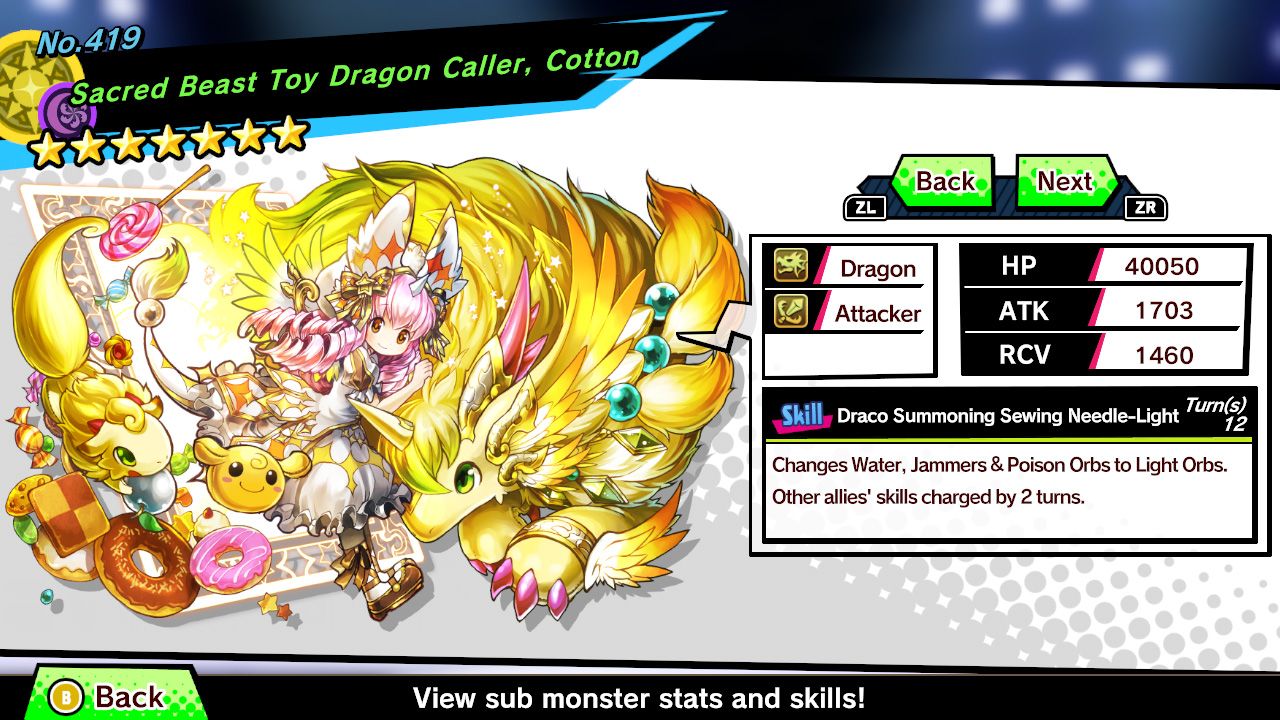 No.419
Sacred Beast Toy Dragon Caller, Cotton
Back
Next
ZL
ZR
Dragon
Attacker
HP 40050
ATK 1703
RCV 1460
Skill Draco Summoning Sewing Needle-Light Turn(s) 12
Changes Water, Jammers & Poison Orbs to Light Orbs.
Other allies' skills charged by 2 turns.
B Back
View sub monster stats and skills!